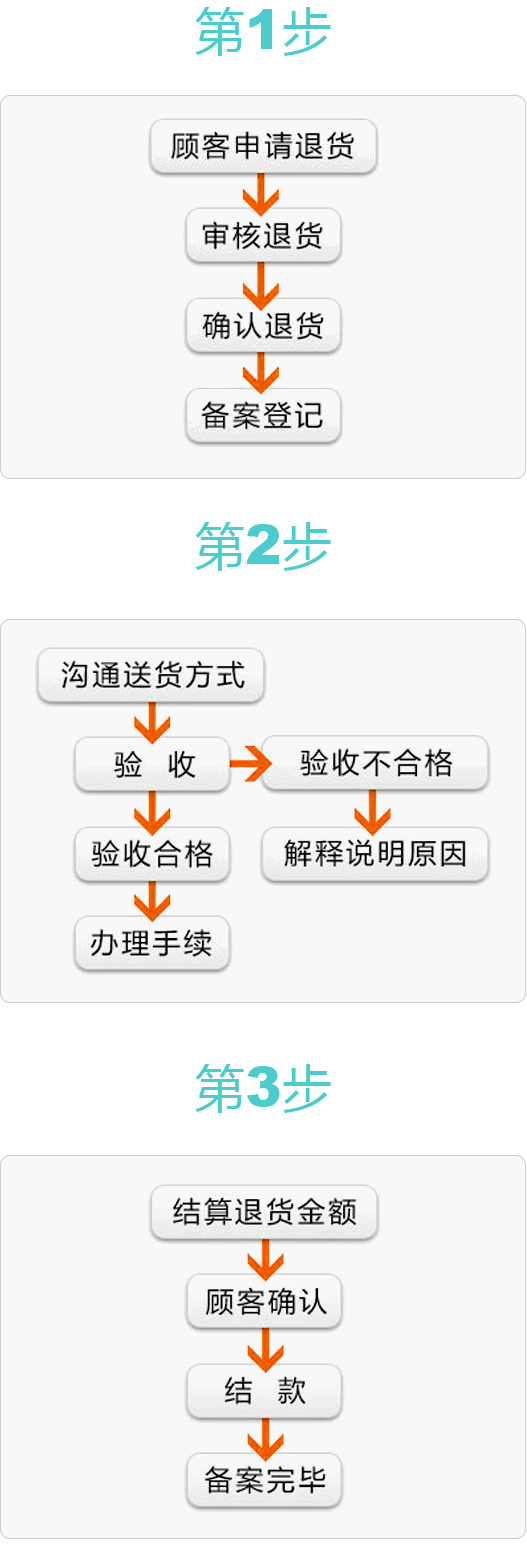 第1步
顾客申请退货
审核退货
确认退货
备案登记
第2步
沟通送货方式
验 收
验收不合格
验收合格
解释说明原因
办理手续
第3步
结算退货金额
顾客确认
结 款
备案完毕